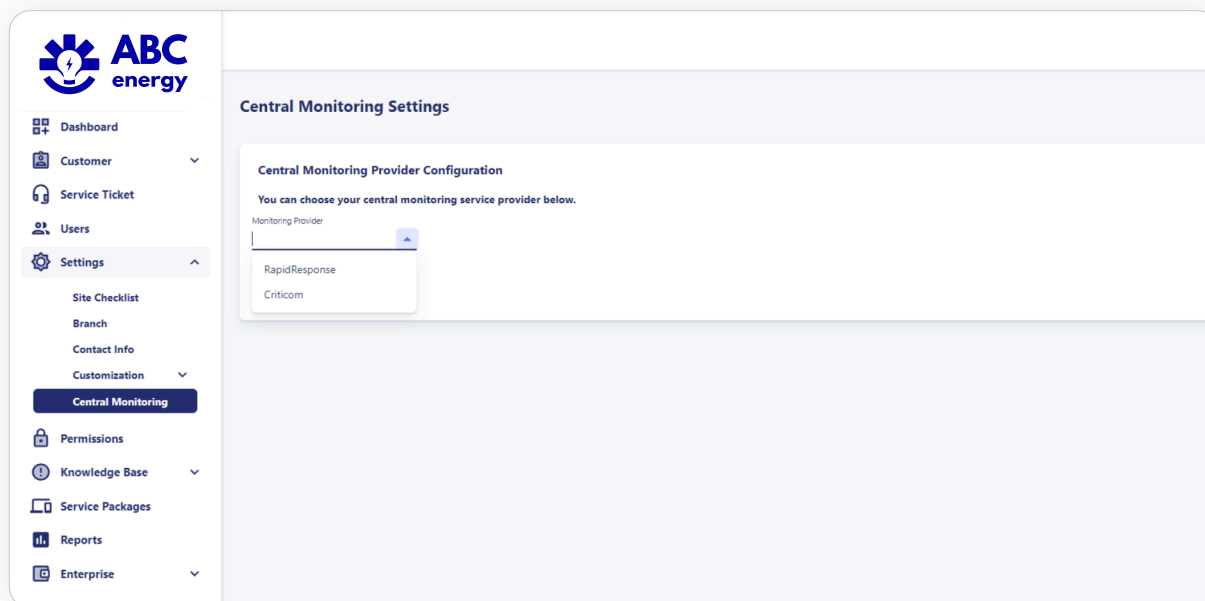 ABC
energy
Dashboard
Customer
Service Ticket
Users
Settings
Site Checklist
Branch
Contact Info
Customization
Central Monitoring
Permissions
Knowledge Base
Service Packages
Reports
Enterprise
Central Monitoring Settings
Central Monitoring Provider Configuration
You can choose your central monitoring service provider below.
Monitoring Provider
RapidResponse
Criticom